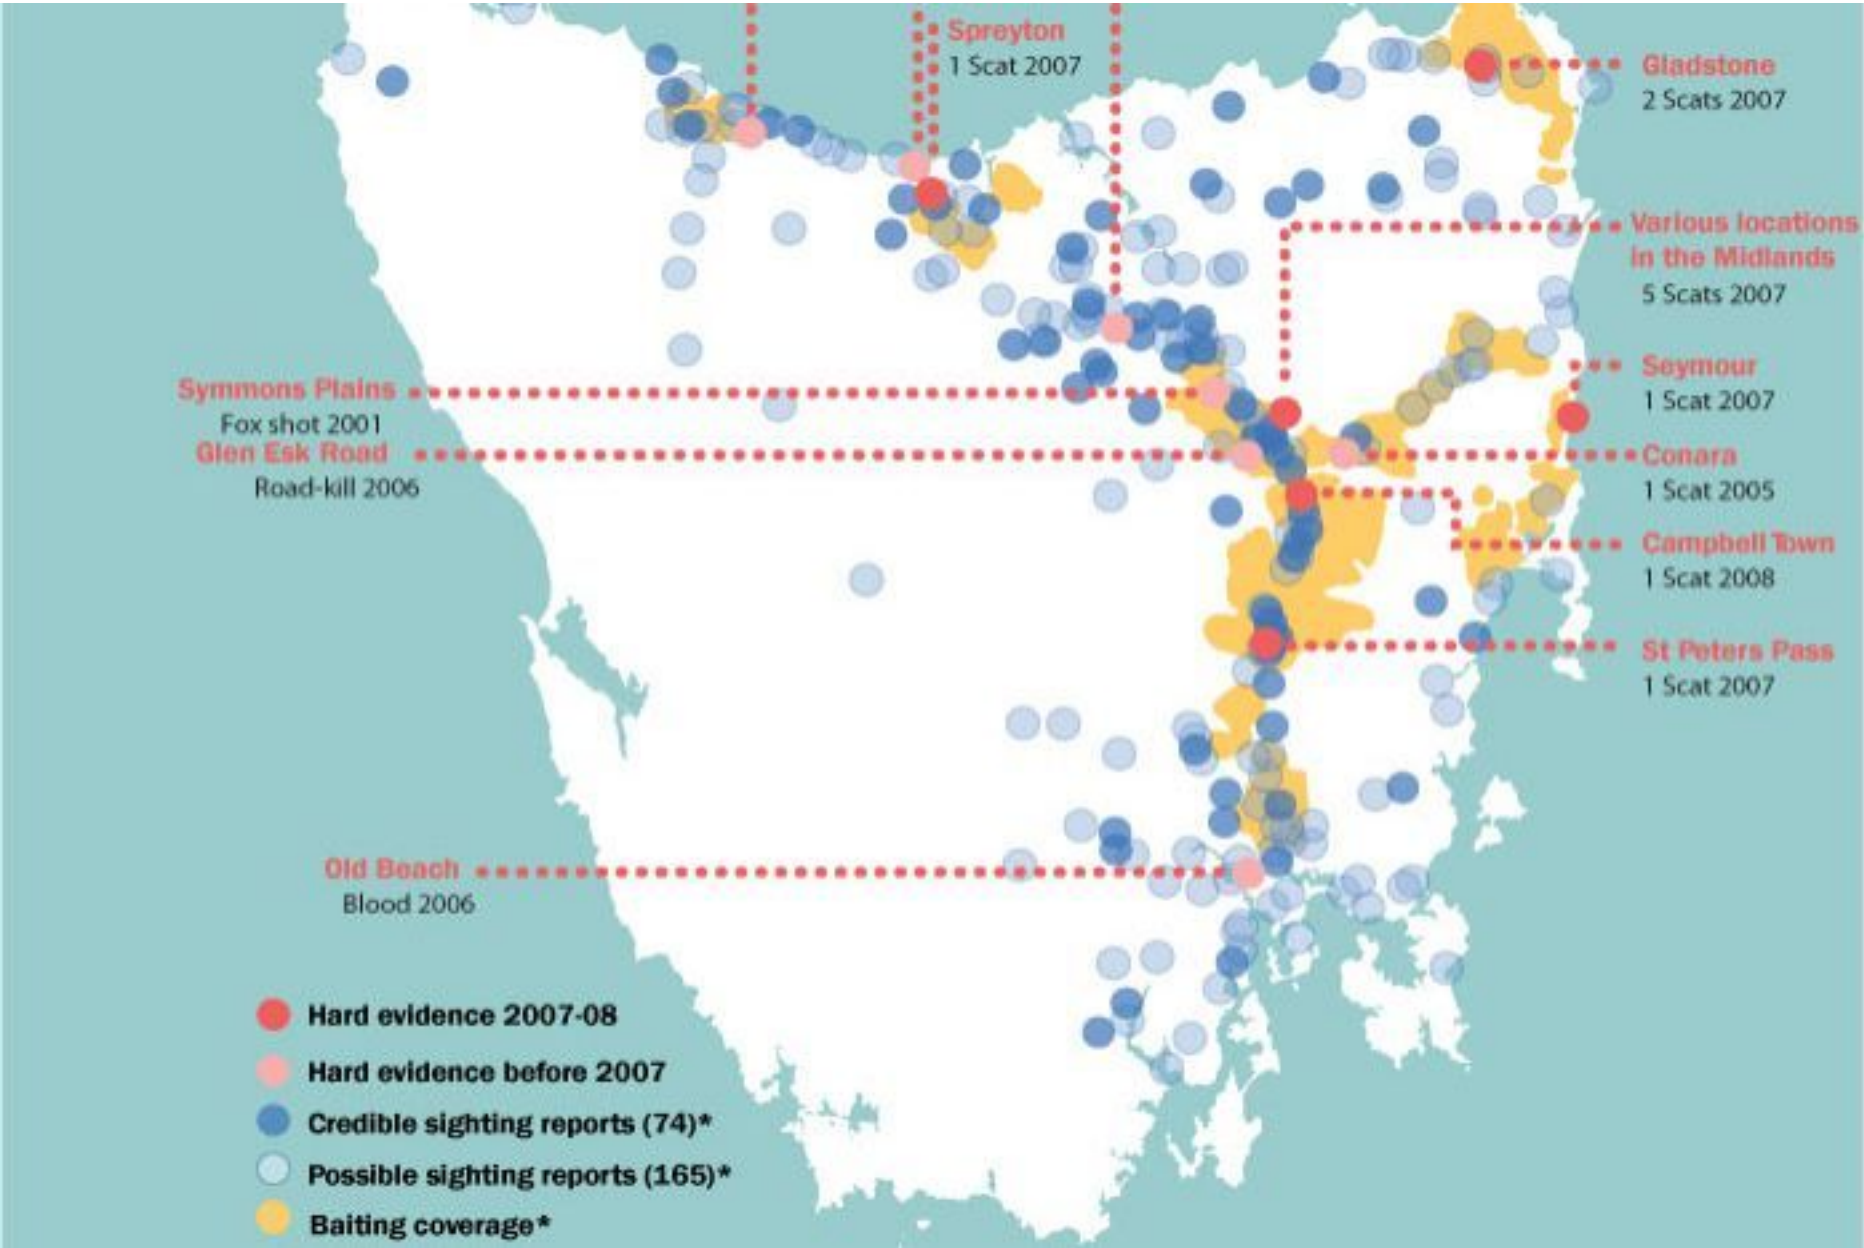 Spreyton
1 Scat 2007
Gladstone
2 Scats 2007
Various locations
in the Midlands
5 Scats 2007
Symmons Plains
Fox shot 2001
Glen Esk Road
Road-kill 2006
Seymour
1 Scat 2007
Conara
1 Scat 2005
Campbell Town
1 Scat 2008
St Peters Pass
1 Scat 2007
Old Beach
Blood 2006
Hard evidence 2007-08
Hard evidence before 2007
Credible sighting reports (74)*
Possible sighting reports (165)*
Baiting coverage*